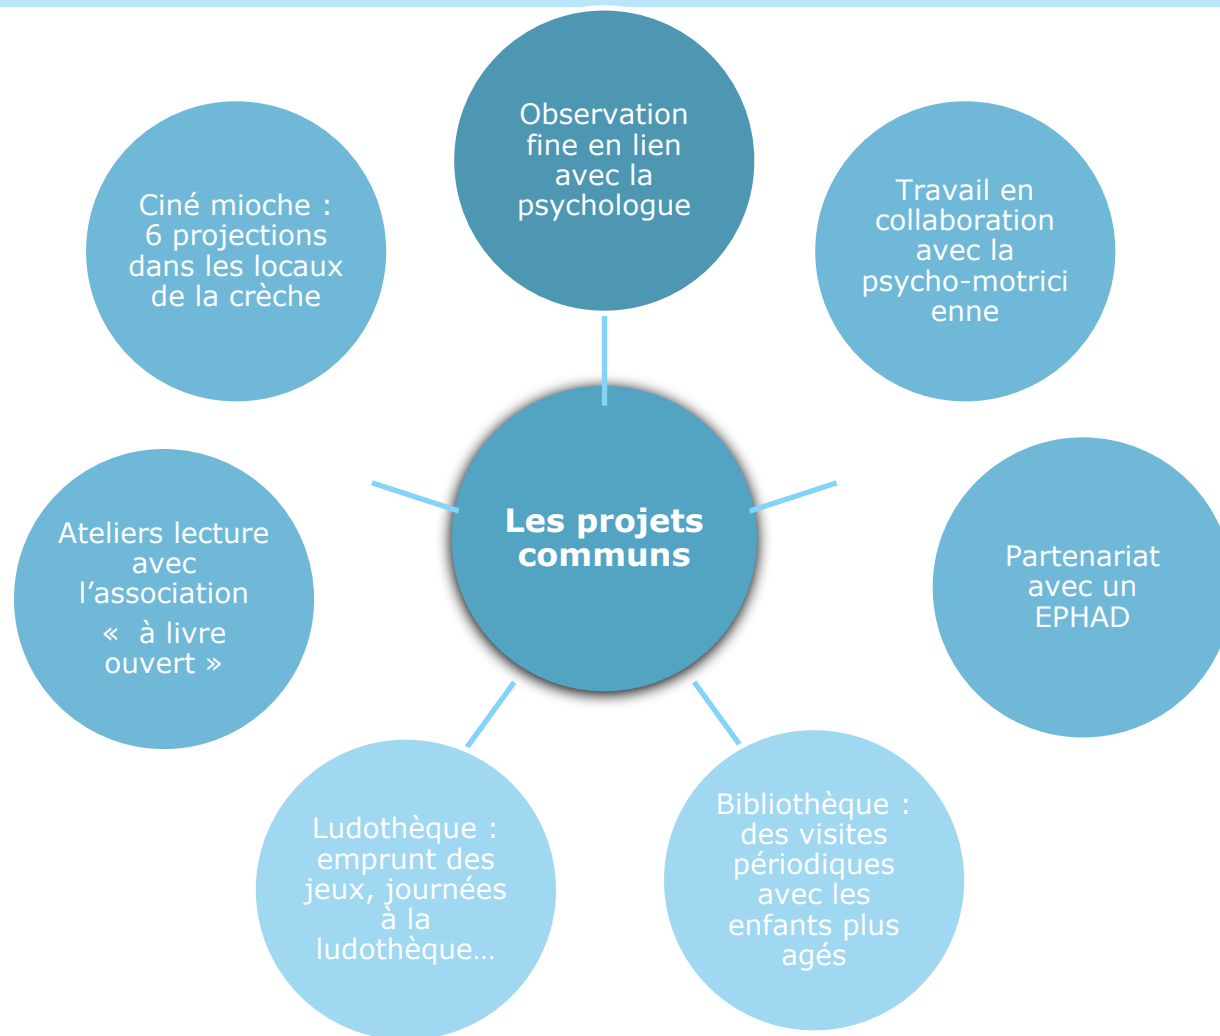 Observation
fine en lien
avec la
psychologue
Travail en
collaboration
avec la
psycho-motrici
enne
Partenariat
avec un
EPHAD
Bibliothèque :
des visites
périodiques
avec les
enfants plus
agés
Ludothèque :
emprunt des
jeux, journées
à la
ludothèque…
Ateliers lecture
avec
l’association
«  à livre
ouvert »
Ciné mioche :
6 projections
dans les locaux
de la crèche
Les projets
communs